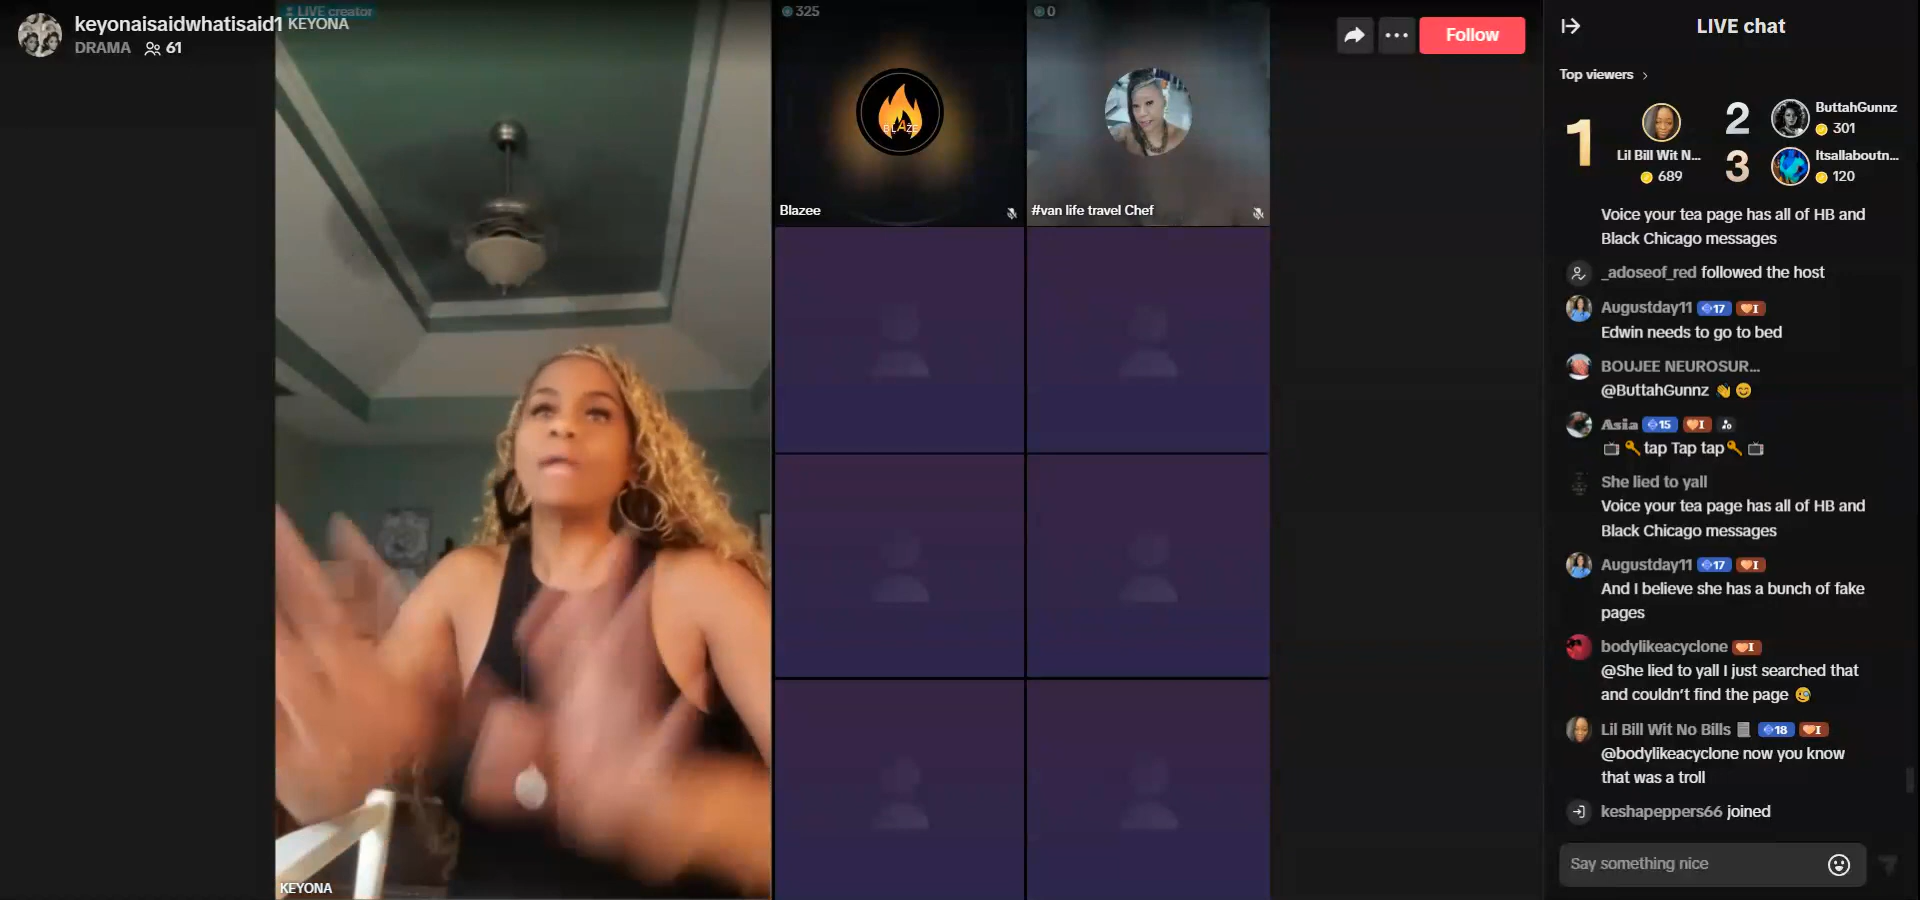 keyonaisaidwhatisaid1
LIVE creator
KEYONA
DRAMA 61
325
0
Follow
BLAZE
Blazee
#van life travel Chef
KEYONA
LIVE chat
Top viewers >
1
Lil Bill Wit N...
689
2
ButtahGunnz
301
3
Itsallaboutn...
120
Voice your tea page has all of HB and
Black Chicago messages
_adoseof_red followed the host
Augustday11 17 I
Edwin needs to go to bed
BOUJEE NEUROSUR...
@ButtahGunnz 👋 😊
Asia 15 I
📺 🔑 tap Tap tap 🔑 📺
She lied to yall
Voice your tea page has all of HB and
Black Chicago messages
Augustday11 17 I
And I believe she has a bunch of fake
pages
bodylikeacyclone I
@She lied to yall I just searched that
and couldn't find the page 😢
Lil Bill Wit No Bills 18 I
@bodylikeacyclone now you know
that was a troll
keshapeppers66 joined
Say something nice